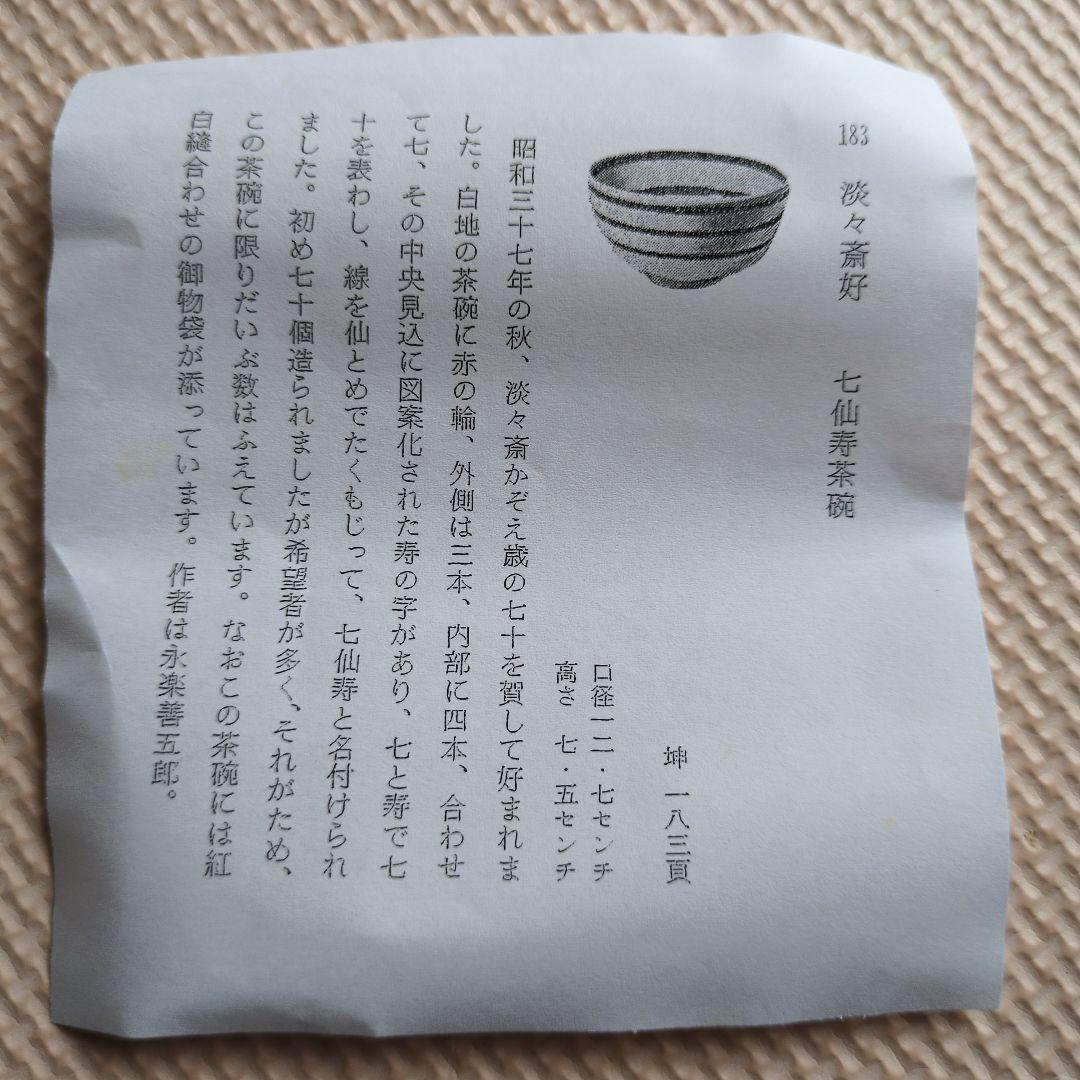 183 淡々斎好 七仙寿茶碗
坤 一八三頁
口径一二・七センチ
高さ 七・五センチ
昭和三十七年の秋、淡々斎かぞえ歳の七十を賀して好まれま
した。白地の茶碗に赤の輪、外側は三本、内部に四本、合わせ
て七、その中央見込に図案化された寿の字があり、七と寿で七
十を表わし、線を仙とめでたくもじって、七仙寿と名付けられ
ました。初め七十個造られましたが希望者が多く、それがため、
この茶碗に限りだいぶ数はふえています。なおこの茶碗には紅
白縫合わせの御物袋が添っています。作者は永楽善五郎。